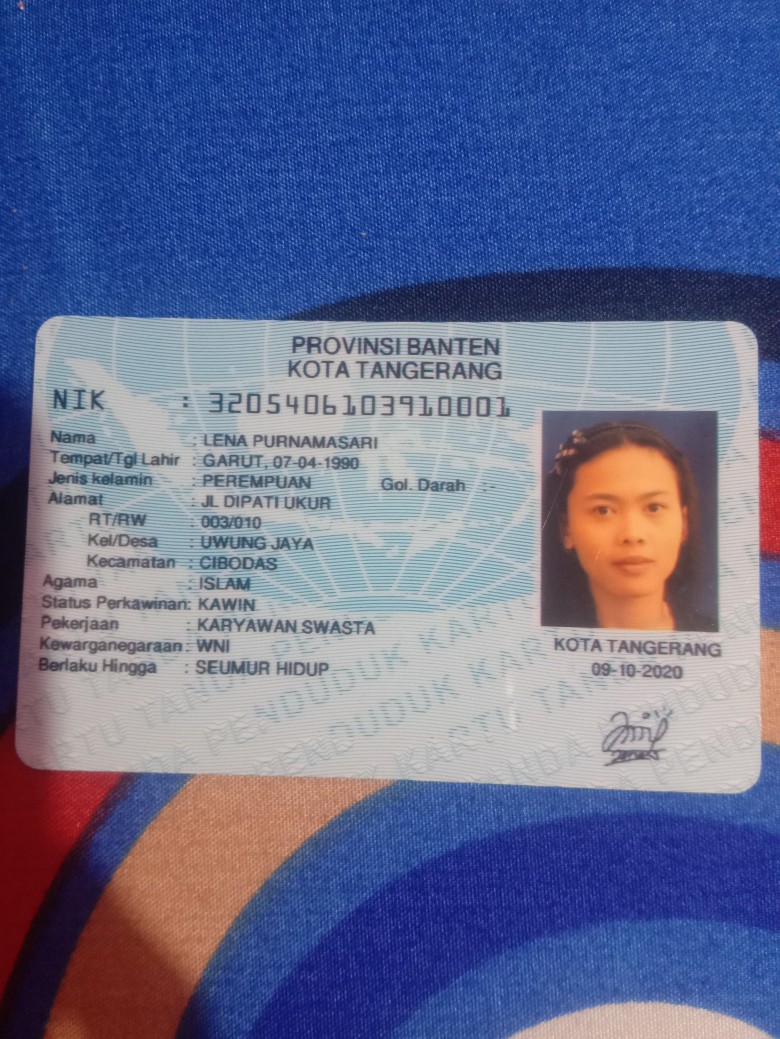 PROVINSI BANTEN
KOTA TANGERANG
NIK : 3205406103910001
Nama : LENA PURNAMASARI
Tempat/Tgl Lahir : GARUT, 07-04-1990
Jenis kelamin : PEREMPUAN Gol. Darah : -
Alamat : JL DIPATI UKUR
RT/RW : 003/010
Kel/Desa : UWUNG JAYA
Kecamatan : CIBODAS
Agama : ISLAM
Status Perkawinan: KAWIN
Pekerjaan : KARYAWAN SWASTA
Kewarganegaraan: WNI
Berlaku Hingga : SEUMUR HIDUP
KOTA TANGERANG
09-10-2020
KARTU TANDA PENDUDUK KARTU TANDA PENDUDUK